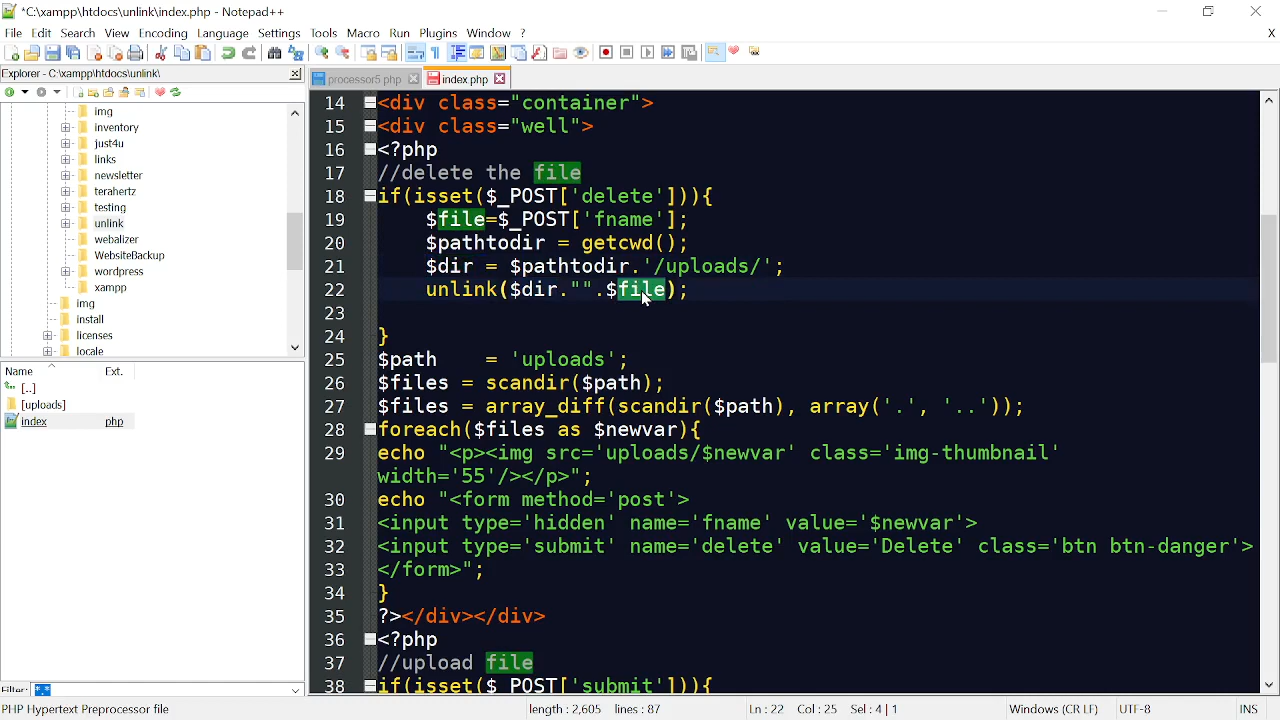 *C:\xampp\htdocs\unlink\index.php - Notepad++
File Edit Search View Encoding Language Settings Tools Macro Run Plugins Window ? X
Explorer - C:\xampp\htdocs\unlink\
processor5.php index.php
img
inventory
just4u
links
newsletter
terahertz
testing
unlink
webalizer
WebsiteBackup
wordpress
xampp
img
install
licenses
locale
Name Ext.
[..]
[uploads]
index php
Filter: *.*
14 <div class="container">
15 <div class="well">
16 <?php
17 //delete the file
18 if(isset($_POST['delete'])){
19 $file=$_POST['fname'];
20 $pathtodir = getcwd();
21 $dir = $pathtodir.'/uploads/';
22 unlink($dir."".$file);
23
24 }
25 $path = 'uploads';
26 $files = scandir($path);
27 $files = array_diff(scandir($path), array('.', '..'));
28 foreach($files as $newvar){
29 echo "<p><img src='uploads/$newvar' class='img-thumbnail'
width='55'/></p>";
30 echo "<form method='post'>
31 <input type='hidden' name='fname' value='$newvar'>
32 <input type='submit' name='delete' value='Delete' class='btn btn-danger'>
33 </form>";
34 }
35 ?></div></div>
36 <?php
37 //upload file
38 if(isset($_POST['submit'])){
PHP Hypertext Preprocessor file length : 2,605 lines : 87 Ln : 22 Col : 25 Sel : 4 | 1 Windows (CR LF) UTF-8 INS